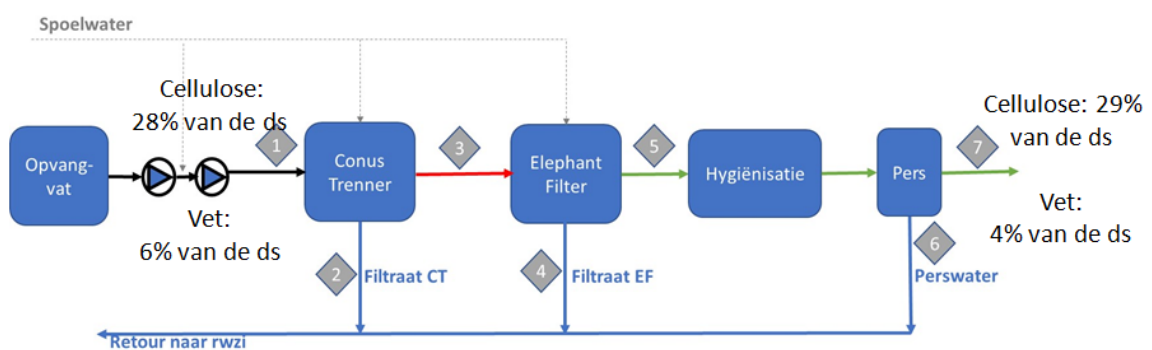 Spoelwater
Cellulose:
28% van de ds
Cellulose: 29%
van de ds
Opvang-
vat
1
Conus
Trenner
3
Elephant
Filter
5
Hygiënisatie
Pers
7
Vet:
6% van de ds
Vet:
4% van de ds
2
Filtraat CT
4
Filtraat EF
6
Perswater
Retour naar rwzi